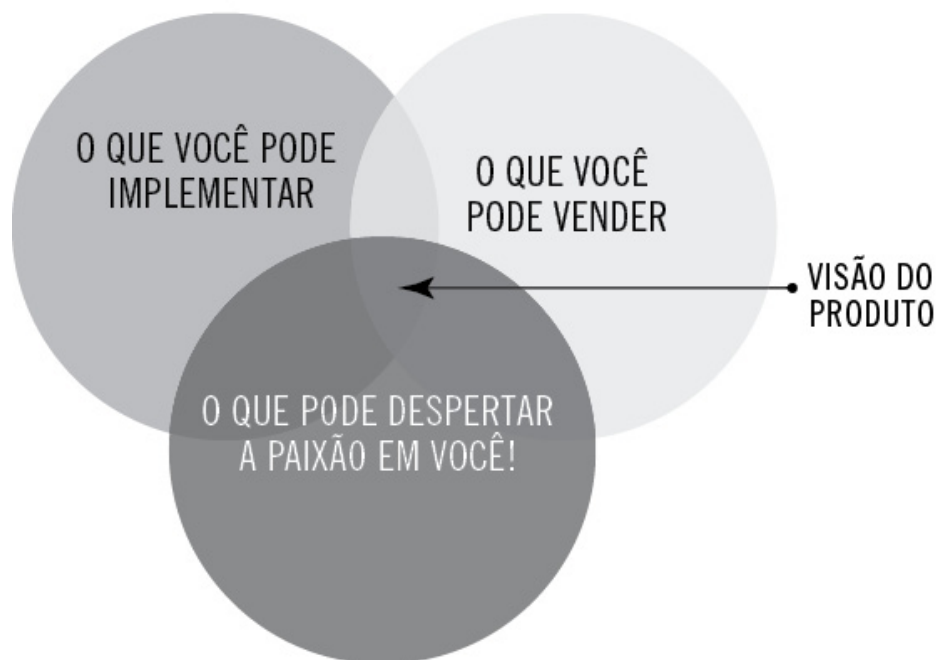 O QUE VOCÊ PODE
IMPLEMENTAR
O QUE VOCÊ
PODE VENDER
VISÃO DO
PRODUTO
O QUE PODE DESPERTAR
A PAIXÃO EM VOCÊ!